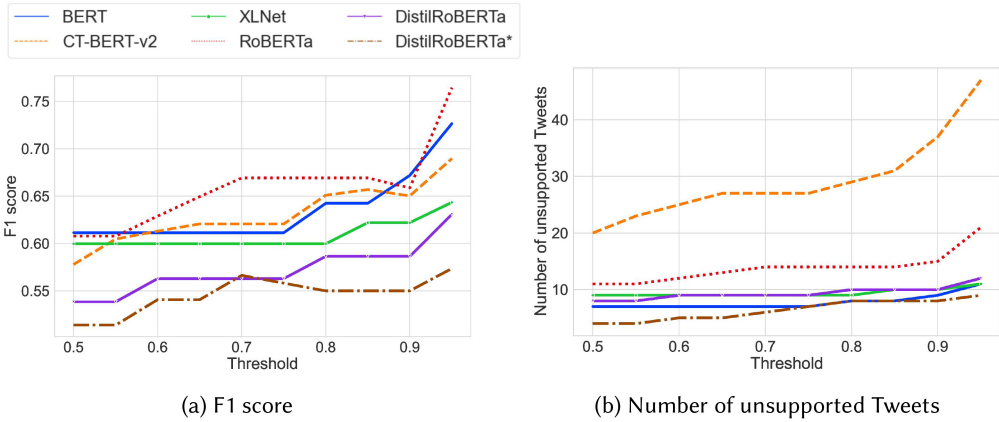 BERT XLNet DistilRoBERTa
CT-BERT-v2 RoBERTa DistilRoBERTa*
F1 score
0.75
0.70
0.65
0.60
0.55
0.5 0.6 0.7 0.8 0.9
Threshold
(a) F1 score
Number of unsupported Tweets
40
30
20
10
0.5 0.6 0.7 0.8 0.9
Threshold
(b) Number of unsupported Tweets